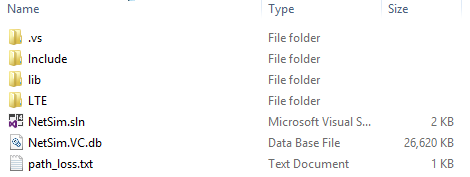 Name Type Size
.vs File folder
Include File folder
lib File folder
LTE File folder
NetSim.sln Microsoft Visual S... 2 KB
NetSim.VC.db Data Base File 26,620 KB
path_loss.txt Text Document 1 KB